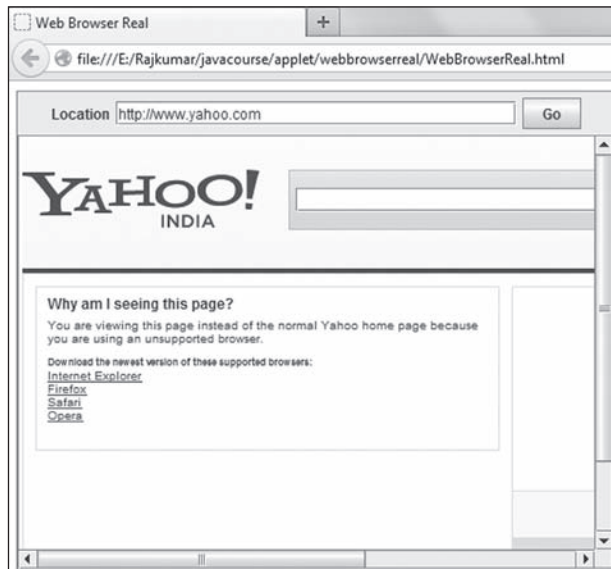 Web Browser Real
+
file:///E:/Rajkumar/javacourse/applet/webbrowserreal/WebBrowserReal.html
Location http://www.yahoo.com Go
YAHOO!
INDIA
Why am I seeing this page?
You are viewing this page instead of the normal Yahoo home page because
you are using an unsupported browser.
Download the newest version of these supported browsers:
Internet Explorer
Firefox
Safari
Opera